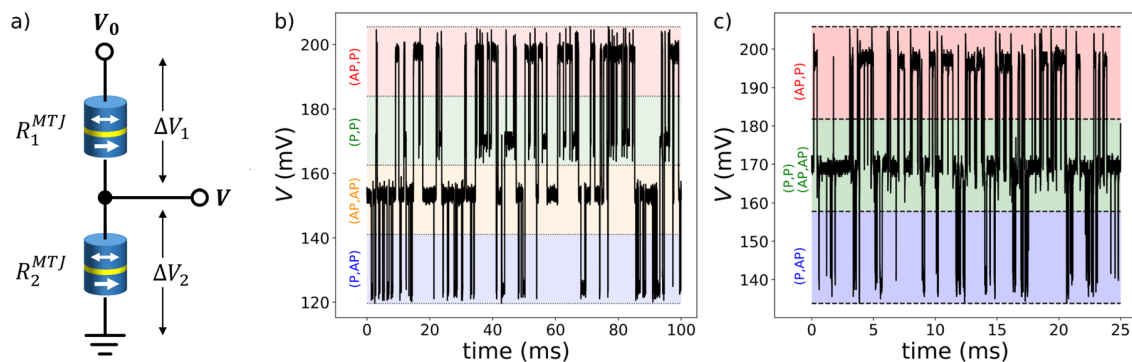 a)
V₀
R₁ᴹᵀᴶ
ΔV₁
V
R₂ᴹᵀᴶ
ΔV₂
b)
V (mV)
200
180
160
140
120
(AP,P)
(P,P)
(AP,AP)
(P,AP)
0 20 40 60 80 100
time (ms)
c)
V (mV)
200
190
180
170
160
150
140
(AP,P)
(P,P)
(AP,AP)
(P,AP)
0 5 10 15 20 25
time (ms)